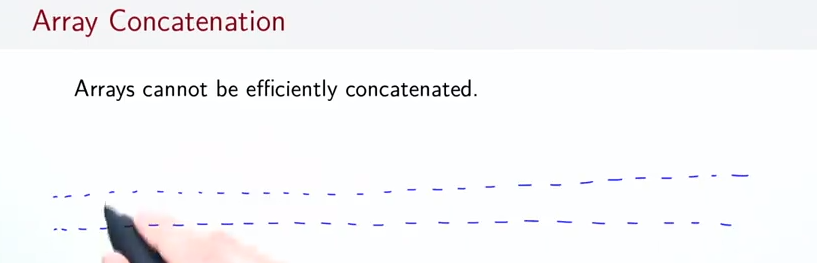 Array Concatenation
Arrays cannot be efficiently concatenated.